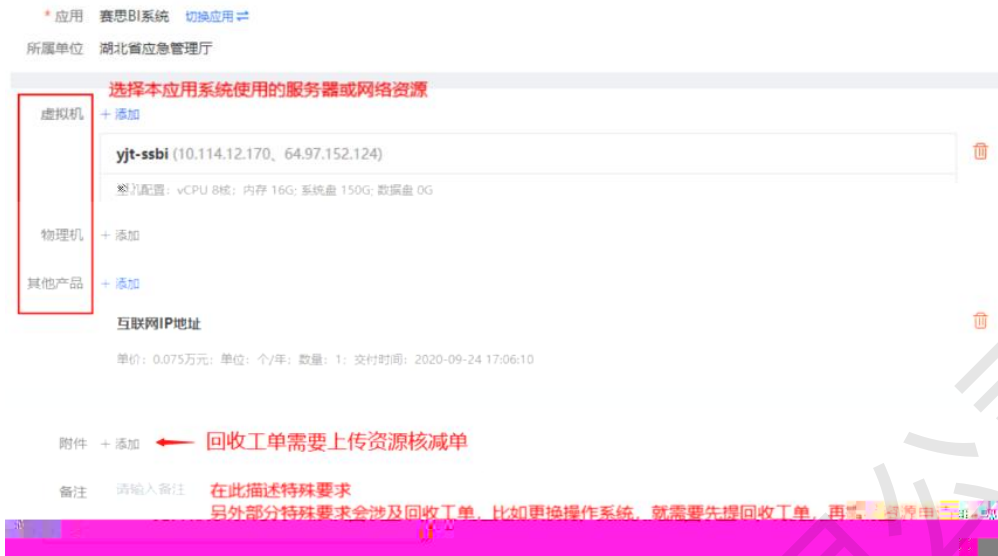 * 应用 赛思BI系统 切换应用⇌
所属单位 湖北省应急管理厅
选择本应用系统使用的服务器或网络资源
虚拟机 + 添加
yjt-ssbi (10.114.12.170、64.97.152.124)
配置：vCPU 8核；内存 16G; 系统盘 150G; 数据盘 0G
物理机 + 添加
其他产品 + 添加
互联网IP地址
单价：0.075万元；单位：个/年；数量：1；交付时间：2020-09-24 17:06:10
附件 + 添加 回收工单需要上传资源核减单
备注 请输入备注 在此描述特殊要求
另外部分特殊要求会涉及回收工单，比如更换操作系统，就需要先提回收工单，再